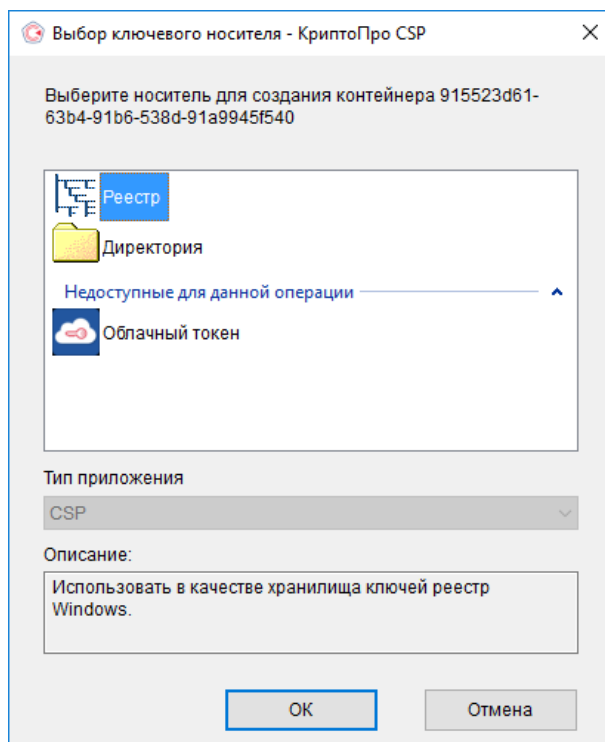 Выбор ключевого носителя - КриптоПро CSP
Выберите носитель для создания контейнера 915523d61-
63b4-91b6-538d-91a9945f540
Реестр
Директория
Недоступные для данной операции
Облачный токен
Тип приложения
CSP
Описание:
Использовать в качестве хранилища ключей реестр
Windows.
ОК
Отмена